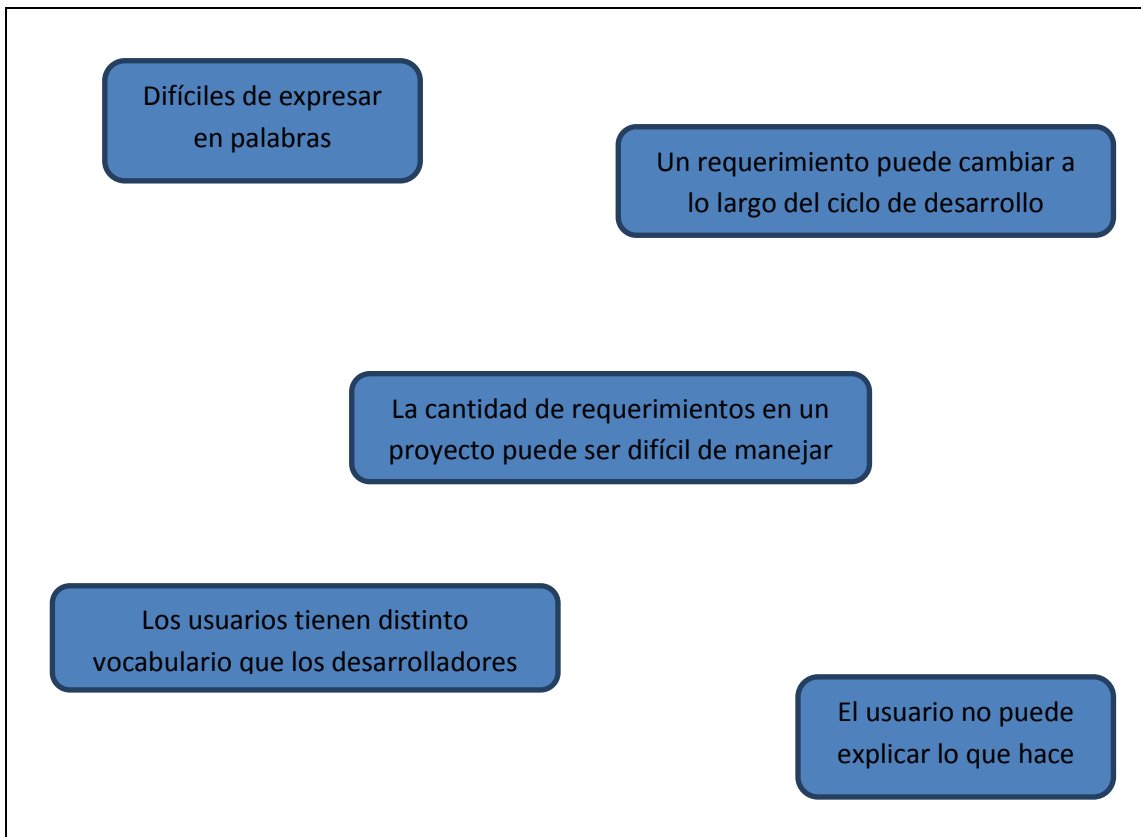 Difíciles de expresar
en palabras
Un requerimiento puede cambiar a
lo largo del ciclo de desarrollo
La cantidad de requerimientos en un
proyecto puede ser difícil de manejar
Los usuarios tienen distinto
vocabulario que los desarrolladores
El usuario no puede
explicar lo que hace